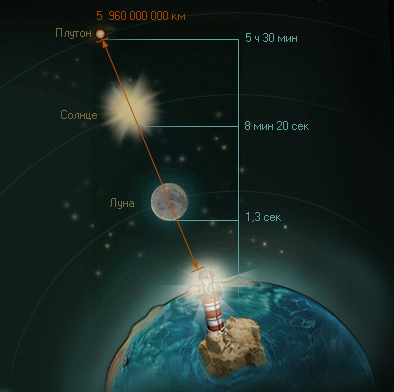 5 960 000 000 км
Плутон
5 ч 30 мин
Солнце
8 мин 20 сек
Луна
1,3 сек